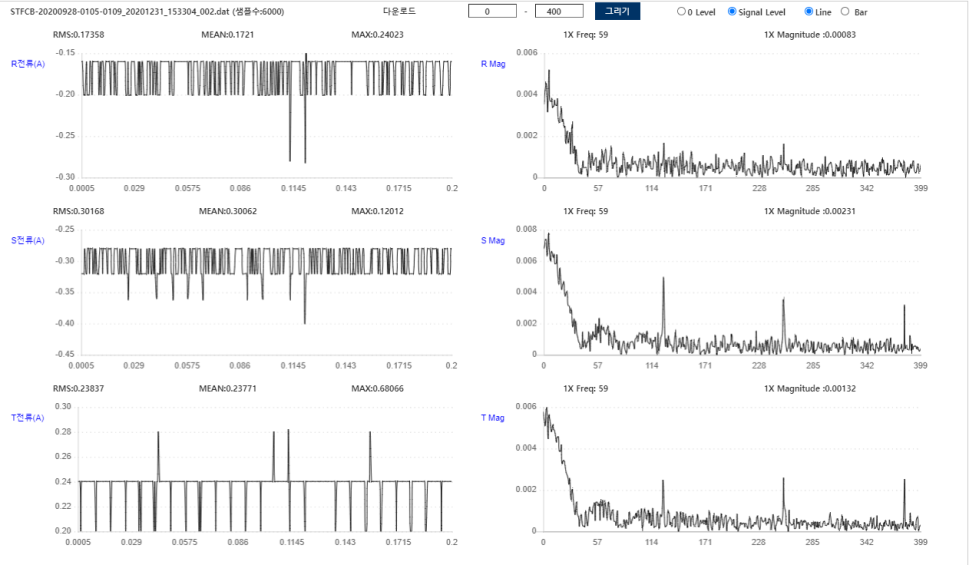 STFCB-20200928-0105-0109_20201231_153304_002.dat (샘플수:6000) 다운로드 0 - 400 그리기 0 Level Signal Level Line Bar
RMS:0.17358 MEAN:0.1721 MAX:0.24023 1X Freq: 59 1X Magnitude :0.00083
R전류(A)
-0.15
-0.20
-0.25
-0.30
0.0005 0.029 0.0575 0.086 0.1145 0.143 0.1715 0.2
R Mag
0.006
0.004
0.002
0
0 57 114 171 228 285 342 399
RMS:0.30168 MEAN:0.30062 MAX:0.12012 1X Freq: 59 1X Magnitude :0.00231
S전류(A)
-0.25
-0.30
-0.35
-0.40
-0.45
0.0005 0.029 0.0575 0.086 0.1145 0.143 0.1715 0.2
S Mag
0.008
0.006
0.004
0.002
0
0 57 114 171 228 285 342 399
RMS:0.23837 MEAN:0.23771 MAX:0.68066 1X Freq: 59 1X Magnitude :0.00132
T전류(A)
0.30
0.28
0.26
0.24
0.22
0.20
0.0005 0.029 0.0575 0.086 0.1145 0.143 0.1715 0.2
T Mag
0.006
0.004
0.002
0
0 57 114 171 228 285 342 399